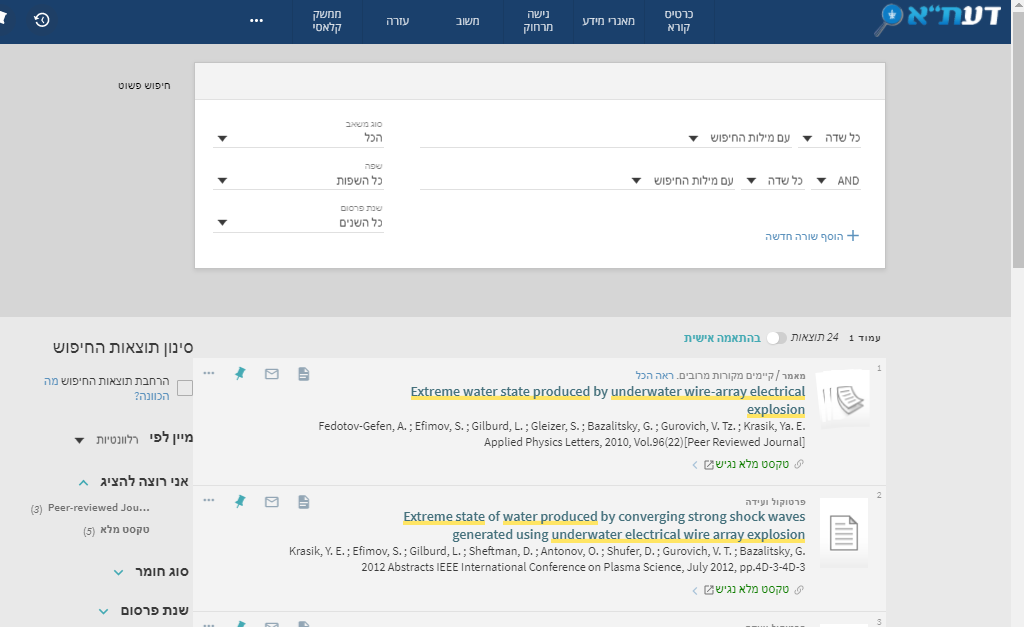 דעת"א
כרטיס קורא
מאגרי מידע
גישה מרחוק
משוב
עזרה
ממשק קלאסי
...
חיפוש פשוט
כל שדה
עם מילות החיפוש
AND
כל שדה
עם מילות החיפוש
+ הוסף שורה חדשה
סוג משאב
הכל
שפה
כל השפות
שנת פרסום
כל השנים
עמוד 1 24 תוצאות בהתאמה אישית
1
מאמר / קיימים מקורות מרובים. ראה הכל
Extreme water state produced by underwater wire-array electrical
explosion
Fedotov-Gefen, A. ; Efimov, S. ; Gilburd, L. ; Gleizer, S. ; Bazalitsky, G. ; Gurovich, V. Tz. ; Krasik, Ya. E.
Applied Physics Letters, 2010, Vol.96(22)[Peer Reviewed Journal]
טקסט מלא נגיש
2
פרטוקול ועידה
Extreme state of water produced by converging strong shock waves
generated using underwater electrical wire array explosion
Krasik, Y. E. ; Efimov, S. ; Gilburd, L. ; Sheftman, D. ; Antonov, O. ; Shufer, D. ; Gurovich, V. T. ; Bazalitsky, G.
2012 Abstracts IEEE International Conference on Plasma Science, July 2012, pp.4D-3-4D-3
טקסט מלא נגיש
3
סינון תוצאות החיפוש
הרחבת תוצאות החיפוש מה
הכוונה?
מיין לפי רלוונטיות
אני רוצה להציג
Peer-reviewed Jou... (3)
טקסט מלא (5)
סוג חומר
שנת פרסום